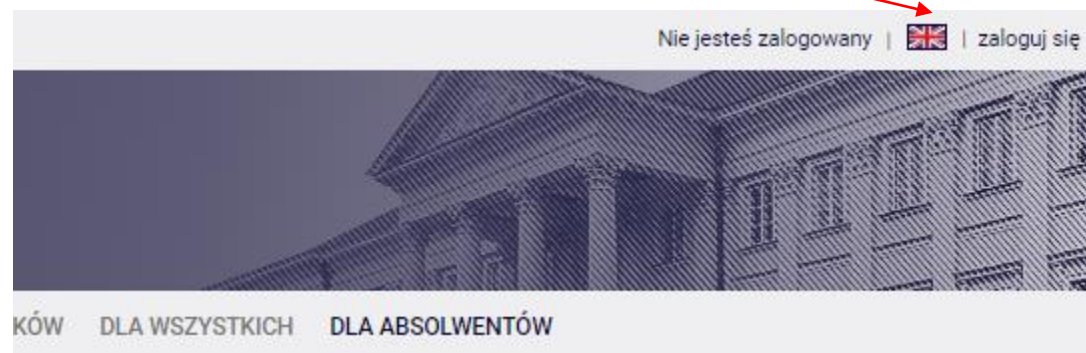 Nie jesteś zalogowany | | zaloguj się
KÓW DLA WSZYSTKICH DLA ABSOLWENTÓW